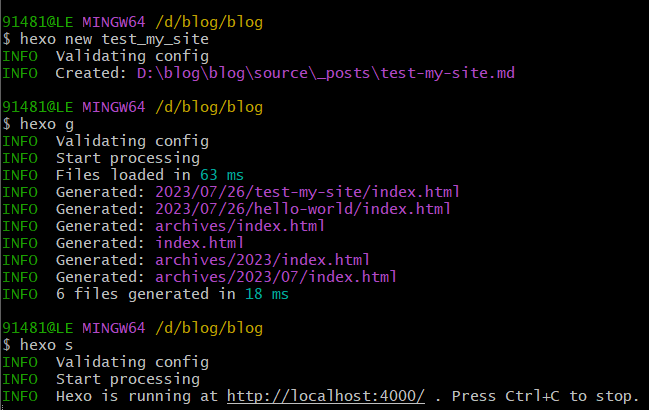 91481@LE MINGW64 /d/blog/blog
$ hexo new test_my_site
INFO  Validating config
INFO  Created: D:\blog\blog\source\_posts\test-my-site.md

91481@LE MINGW64 /d/blog/blog
$ hexo g
INFO  Validating config
INFO  Start processing
INFO  Files loaded in 63 ms
INFO  Generated: 2023/07/26/test-my-site/index.html
INFO  Generated: 2023/07/26/hello-world/index.html
INFO  Generated: archives/index.html
INFO  Generated: index.html
INFO  Generated: archives/2023/index.html
INFO  Generated: archives/2023/07/index.html
INFO  6 files generated in 18 ms

91481@LE MINGW64 /d/blog/blog
$ hexo s
INFO  Validating config
INFO  Start processing
INFO  Hexo is running at http://localhost:4000/ . Press Ctrl+C to stop.